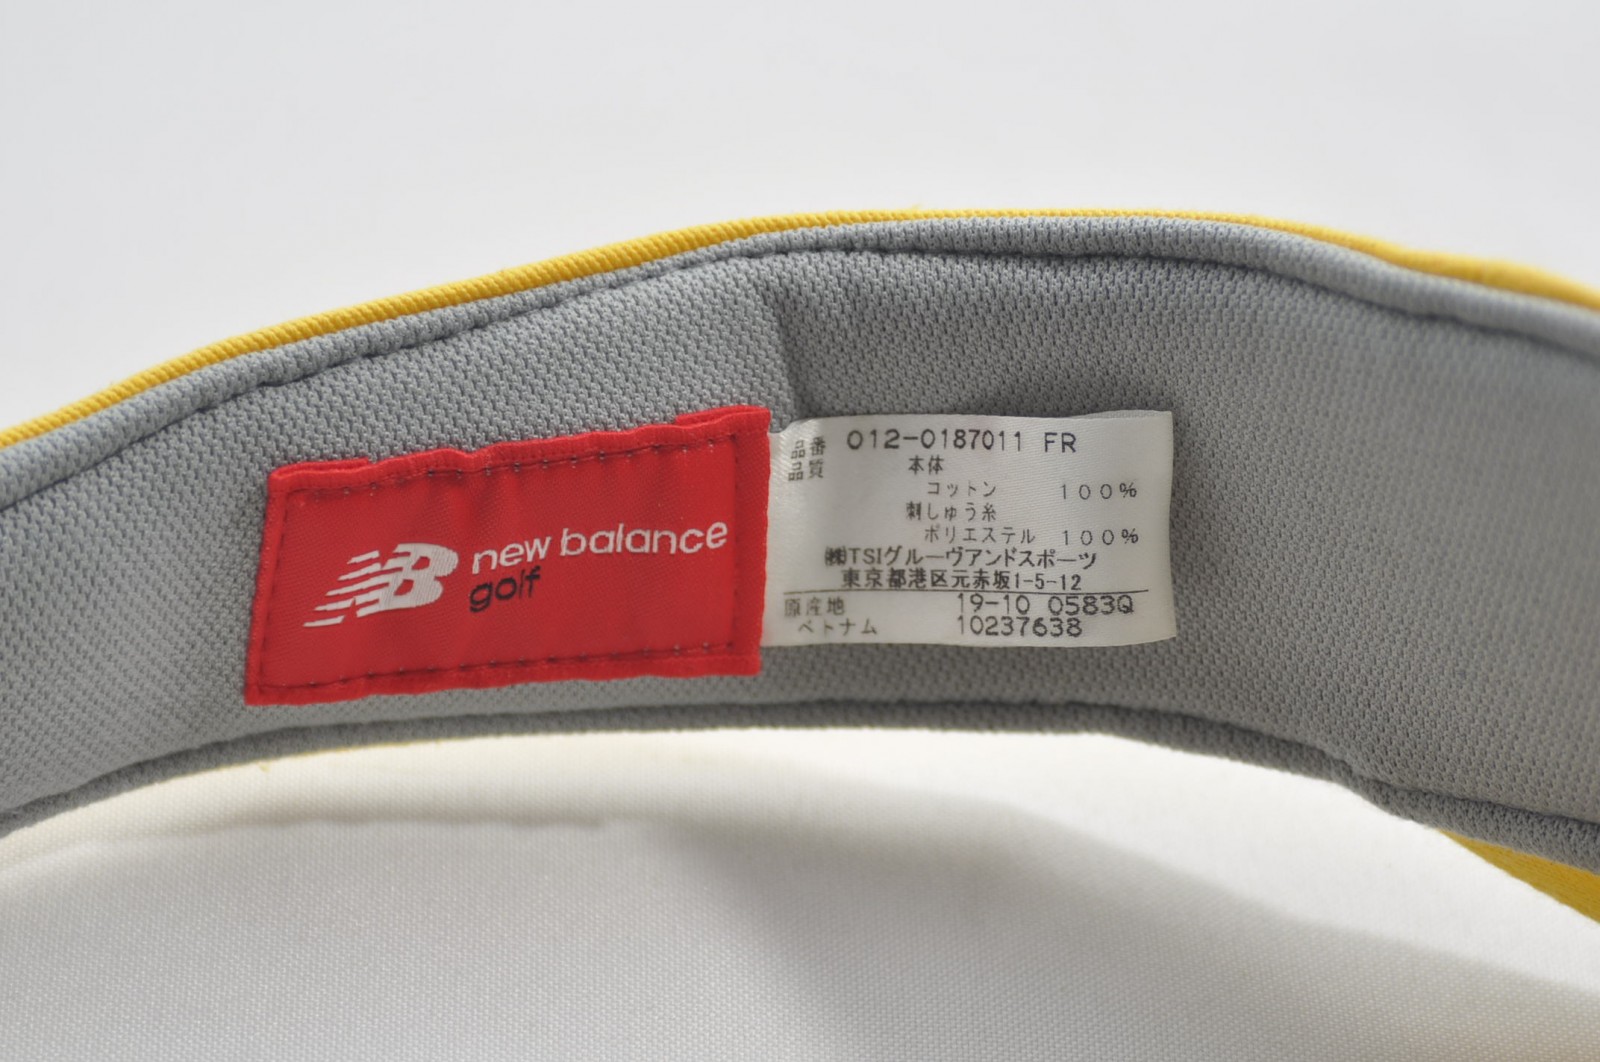 NB new balance
golf
品番 012-0187011 FR
品質 本体
コットン 100%
刺しゅう糸
ポリエステル 100%
㈱TSIグルーヴアンドスポーツ
東京都港区元赤坂1-5-12
原産地 19-10 0583Q
ベトナム 10237638